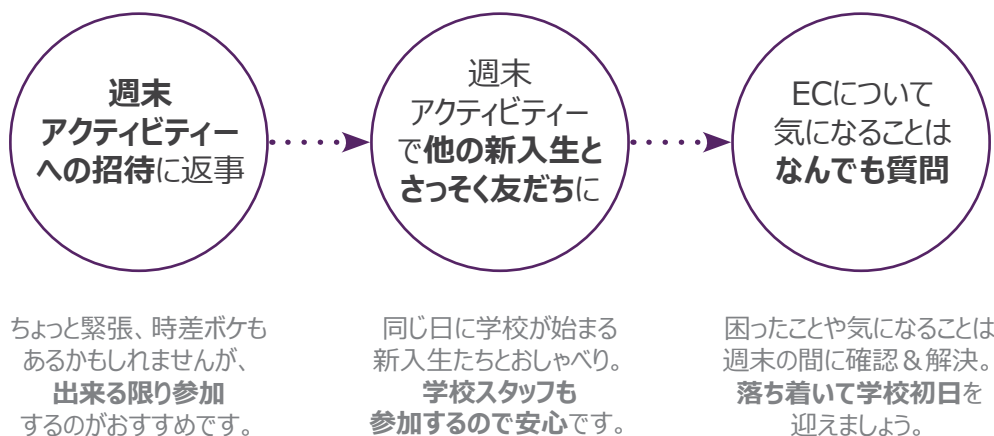 週末
アクティビティー
への招待に返事
週末
アクティビティー
で他の新入生と
さっそく友だちに
ECについて
気になることは
なんでも質問
ちょっと緊張、時差ボケも
あるかもしれませんが、
出来る限り参加
するのがおすすめです。
同じ日に学校が始まる
新入生たちとおしゃべり。
学校スタッフも
参加するので安心です。
困ったことや気になることは
週末の間に確認＆解決。
落ち着いて学校初日を
迎えましょう。